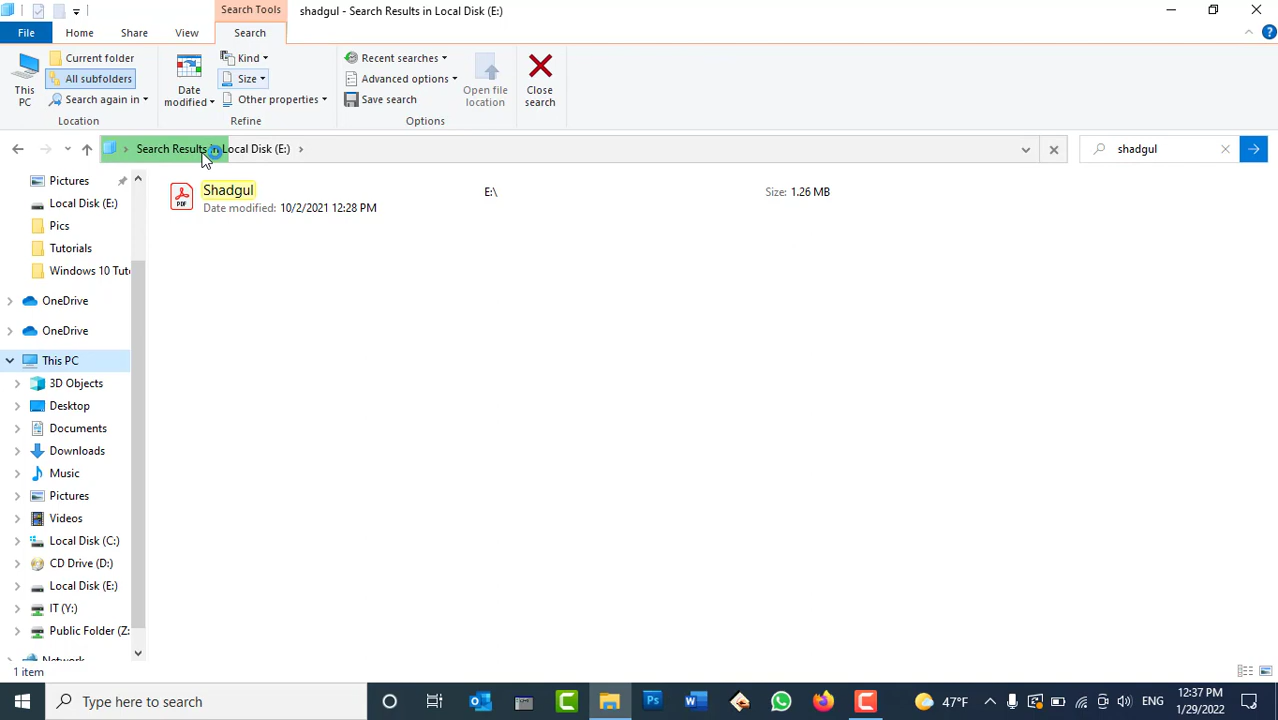 Search Tools
shadgul - Search Results in Local Disk (E:)
File
Home
Share
View
Search
This PC
Current folder
All subfolders
Search again in
Location
Date modified
Kind
Size
Other properties
Refine
Recent searches
Advanced options
Save search
Open file location
Options
Close search
Search Results in Local Disk (E:)
shadgul
Shadgul
Date modified: 10/2/2021 12:28 PM
E:\
Size: 1.26 MB
PDF
Pictures
Local Disk (E:)
Pics
Tutorials
Windows 10 Tut
OneDrive
OneDrive
This PC
3D Objects
Desktop
Documents
Downloads
Music
Pictures
Videos
Local Disk (C:)
CD Drive (D:)
Local Disk (E:)
IT (Y:)
Public Folder (Z:
Network
1 item
Type here to search
Ps
W
47°F
ENG
12:37 PM
1/29/2022